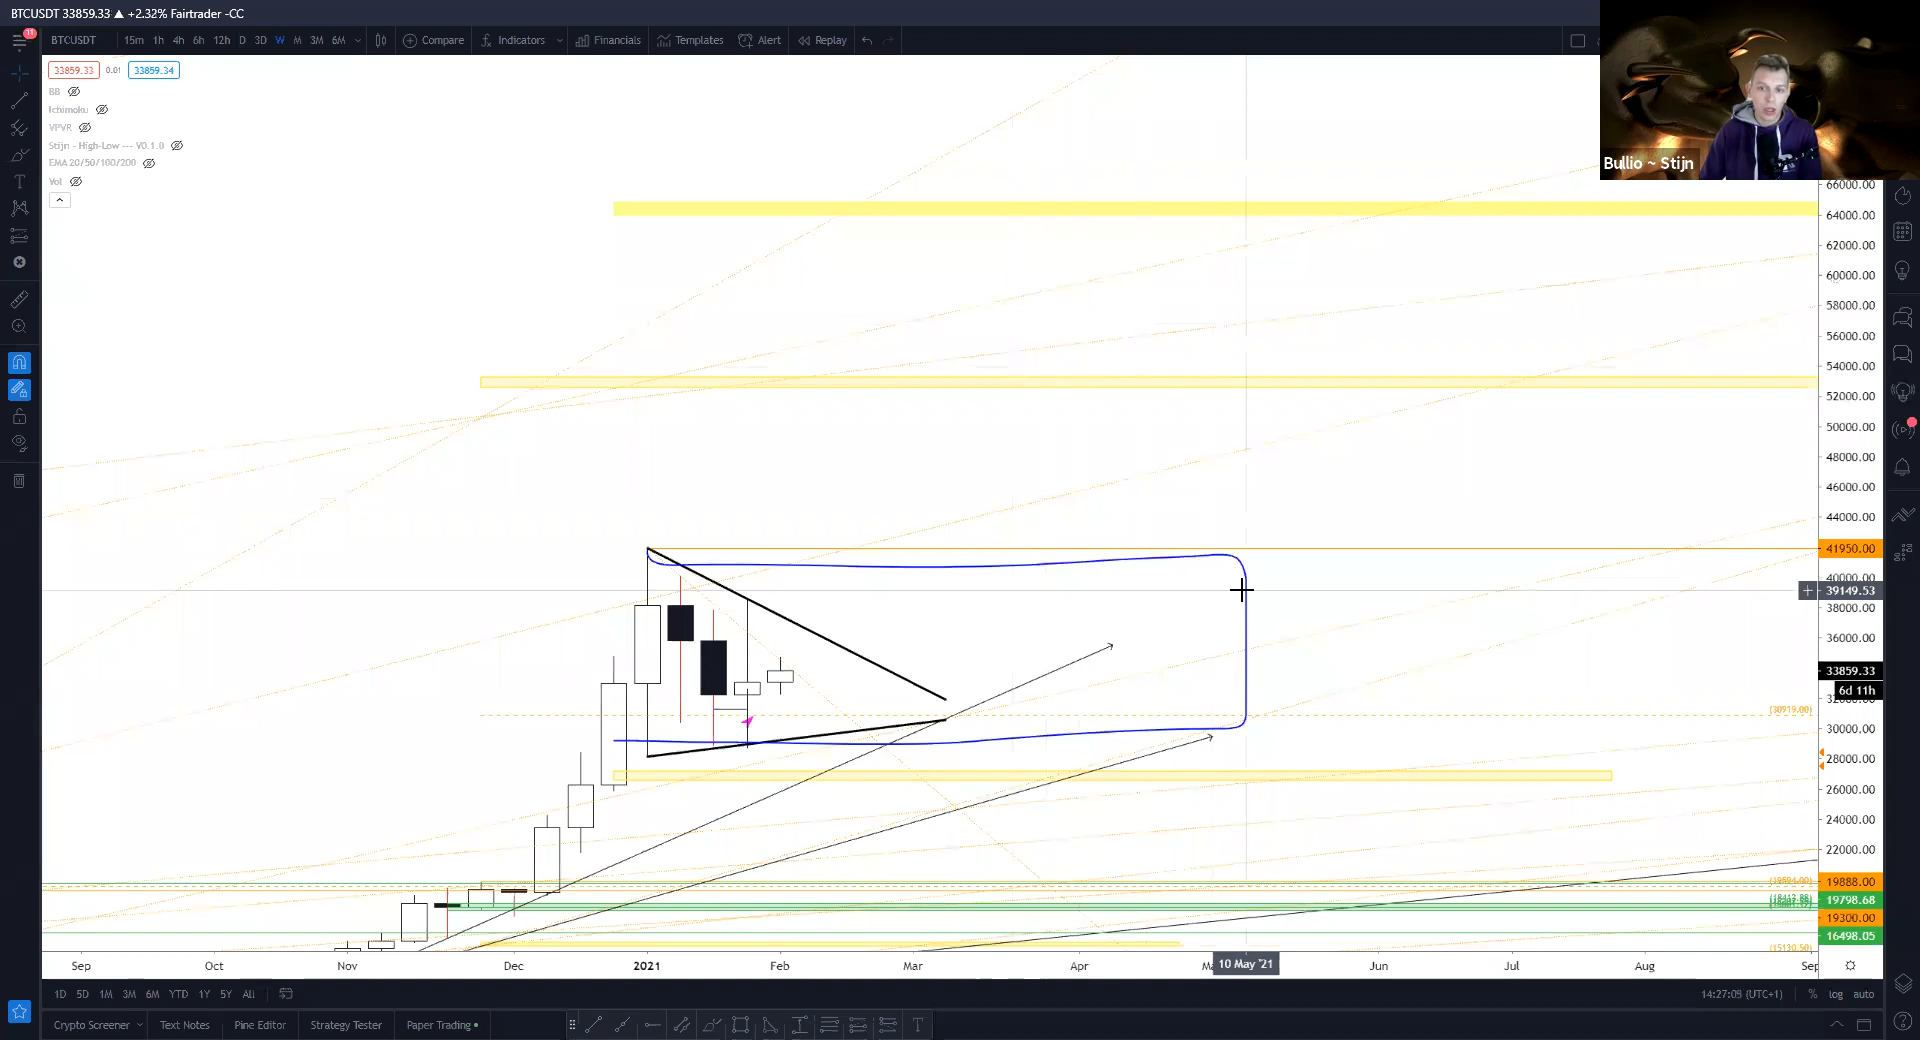 BTCUSDT 33859.33 ▲ +2.32% Fairtrader -CC
11
BTCUSDT 15m 1h 4h 6h 12h D 3D W M 3M 6M Compare Indicators Financials Templates Alert Replay
33859.33 0.01 33859.34
BB
Ichimoku
VPVR
Stijn - High-Low --- V0.1.0
EMA 20/50/100/200
Vol
Bullio ~ Stijn
66000.00
64000.00
62000.00
60000.00
58000.00
56000.00
54000.00
52000.00
50000.00
48000.00
46000.00
44000.00
41950.00
40000.00
39149.53
38000.00
36000.00
33859.33
6d 11h
(30919.00)
30000.00
28000.00
26000.00
24000.00
22000.00
19888.00
19798.68
19300.00
16498.05
(15130.50)
Sep Oct Nov Dec 2021 Feb Mar Apr 10 May '21 Jun Jul Aug Sep
1D 5D 1M 3M 6M YTD 1Y 5Y All 14:27:05 (UTC+1) % log auto
Crypto Screener Text Notes Pine Editor Strategy Tester Paper Trading